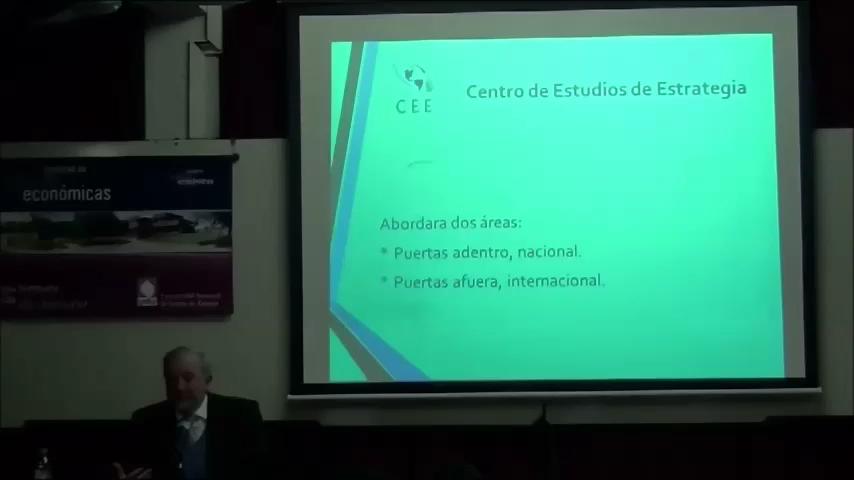 económicas
CEE
Centro de Estudios de Estrategia
Abordara dos áreas:
* Puertas adentro, nacional.
* Puertas afuera, internacional.